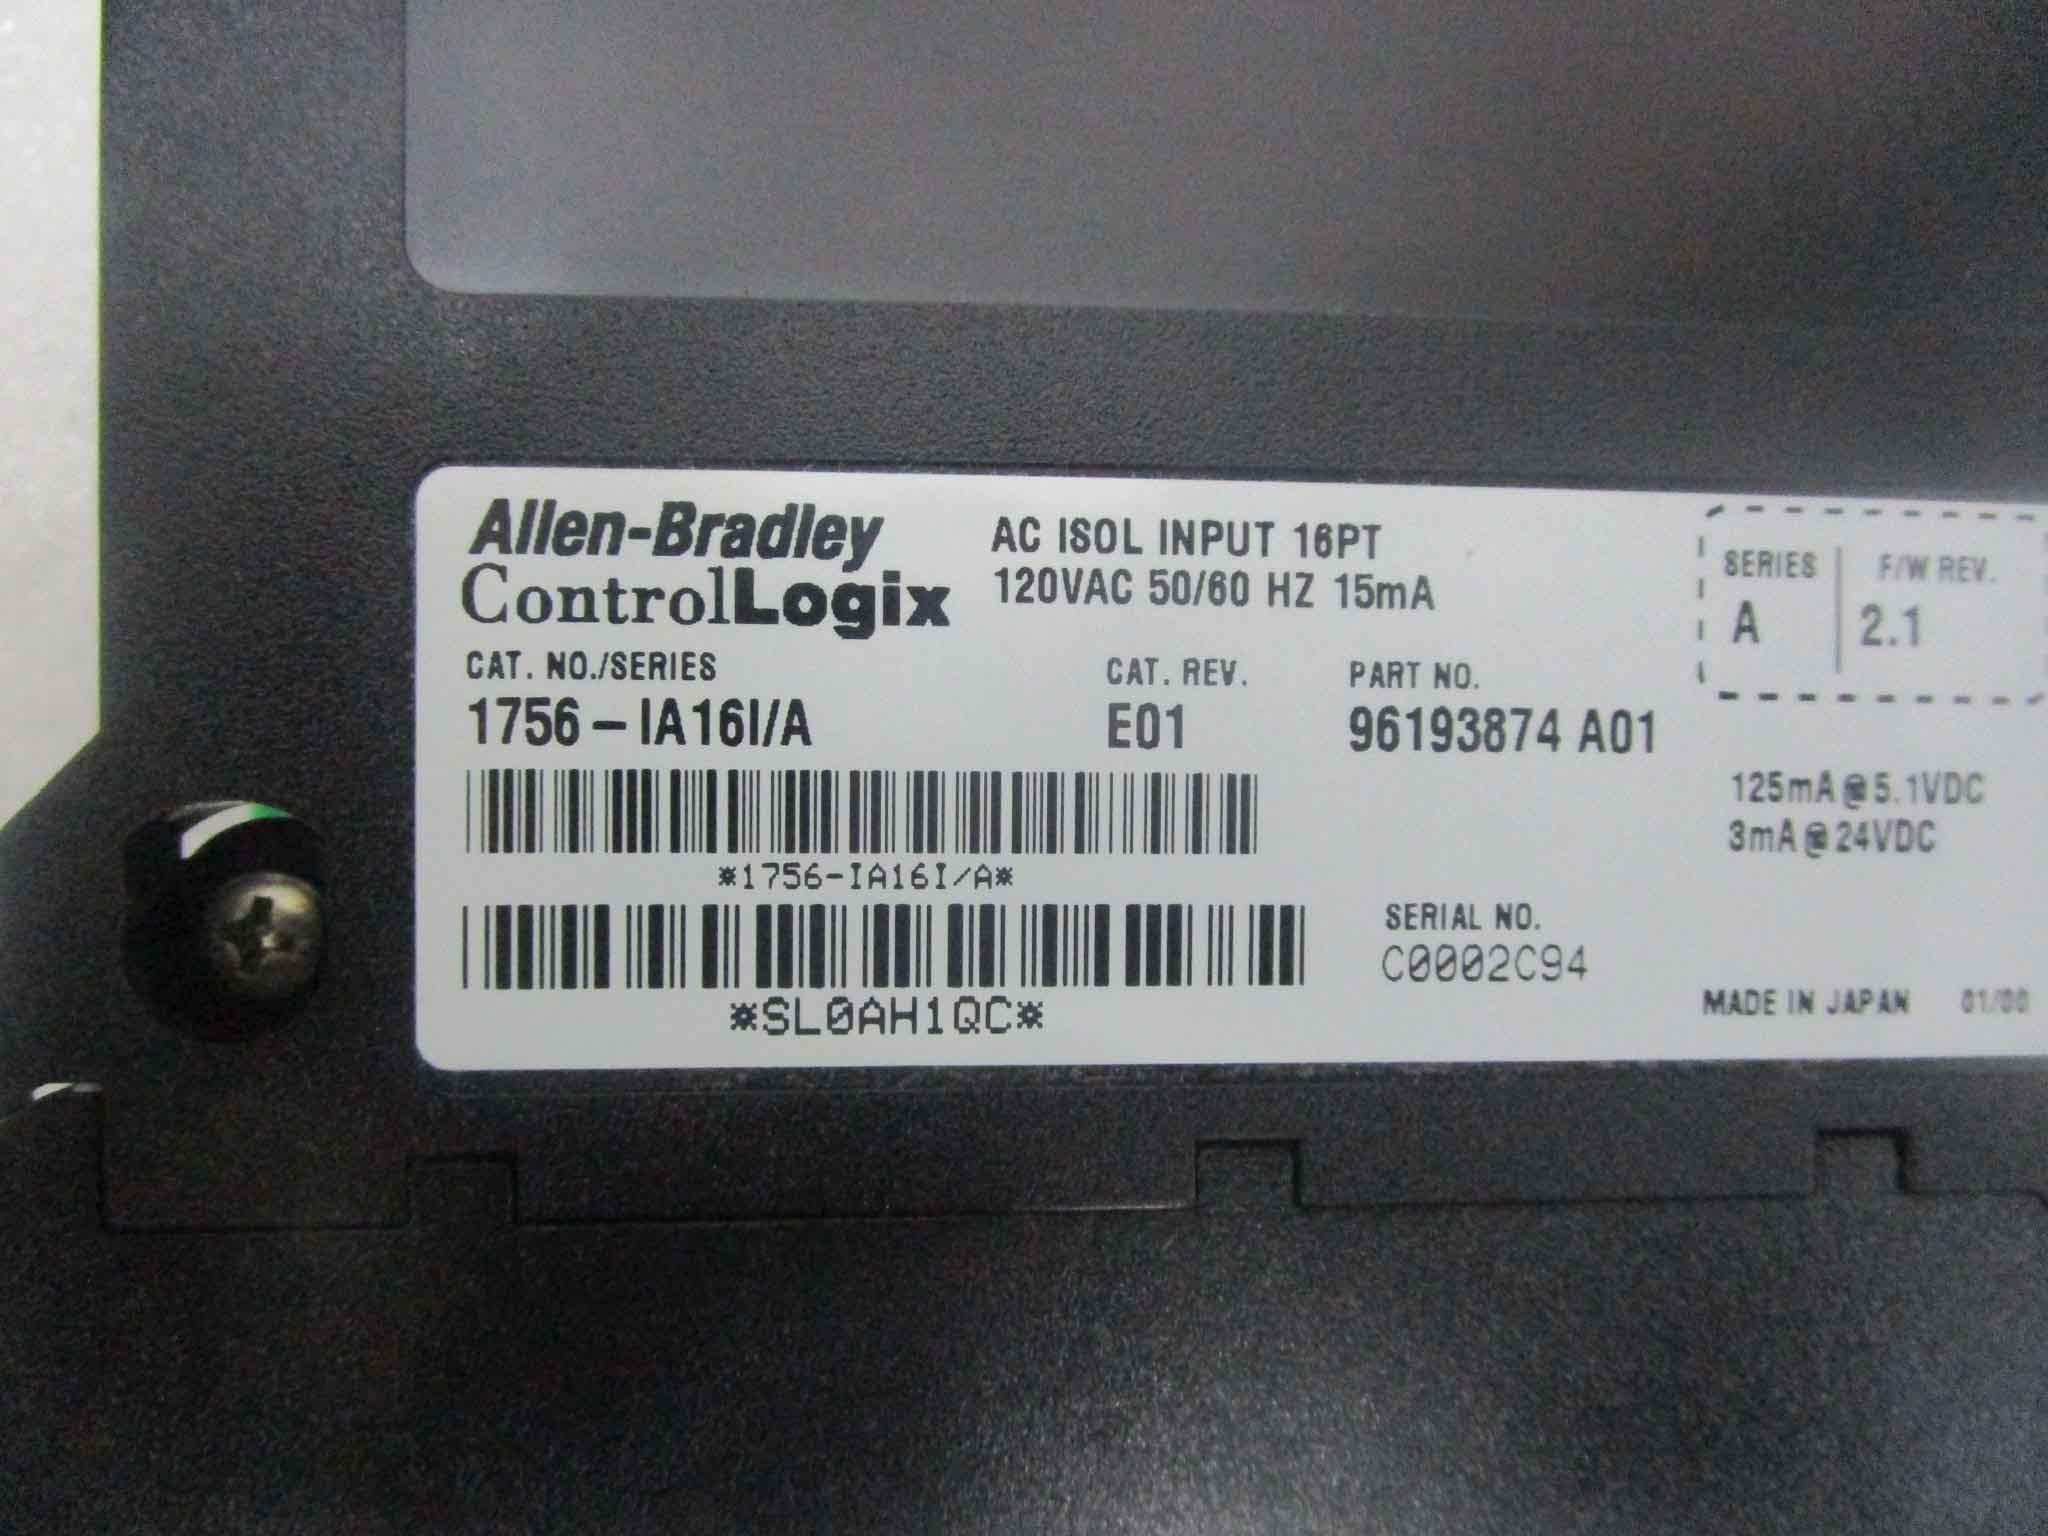 Allen-Bradley
ControlLogix
AC ISOL INPUT 16PT
120VAC 50/60 HZ 15mA
SERIES F/W REV.
A 2.1
CAT. NO./SERIES CAT. REV. PART NO.
1756-IA16I/A E01 96193874 A01
125mA@5.1VDC
3mA@24VDC
*1756-IA16I/A*
SERIAL NO.
C0002C94
*SL0AH1QC*
MADE IN JAPAN 01/00